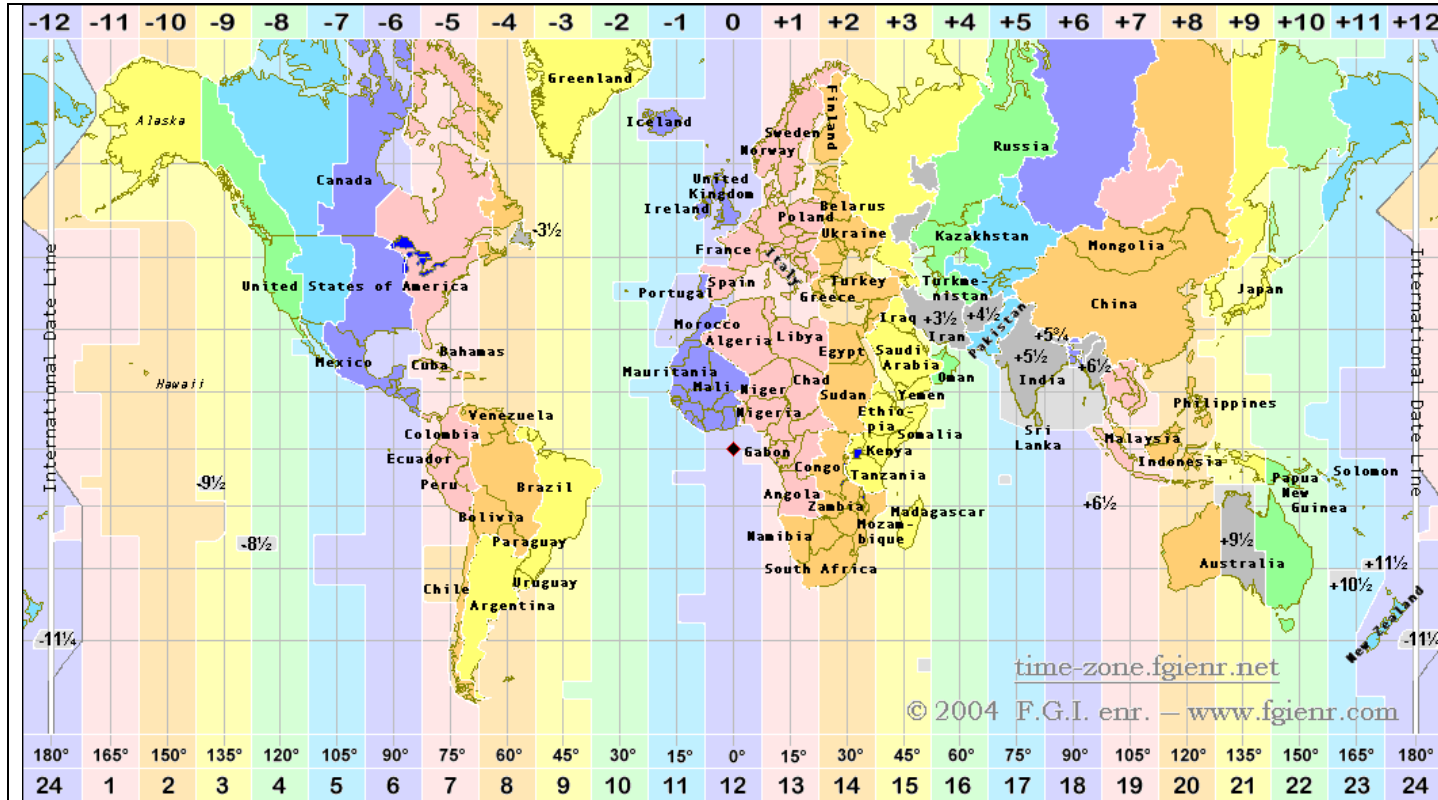 -12 -11 -10 -9 -8 -7 -6 -5 -4 -3 -2 -1 0 +1 +2 +3 +4 +5 +6 +7 +8 +9 +10 +11 +12
Greenland
Alaska
Iceland
Finland
Sweden
Norway
Russia
Canada
United
Kingdom
Ireland
Belarus
Poland
Ukraine
-3½
Kazakhstan
Mongolia
France
Italy
International Date Line
International Date Line
United States of America
Spain
Portugal
Turkey
Greece
Turkme-
nistan
Japan
China
Morocco
Algeria
Libya
Iraq
+3½
Iran
+4½
Pakistan
+5¾
Bahamas
Cuba
Mexico
Egypt
Saudi
Arabia
+5½
India
+6½
Hawaii
Mauritania
Mali
Niger
Chad
Sudan
Oman
Yemen
Venezuela
Colombia
Nigeria
Ethio-
pia
Somalia
Sri
Lanka
Philippines
Malaysia
Ecuador
Gabon
Kenya
Congo
Indonesia
Solomon
-9½
Peru
Brazil
Tanzania
Papua
New
Guinea
Angola
Zambia
Madagascar
+6½
Bolivia
Mozam-
bique
Namibia
-8½
Paraguay
+9½
Australia
+11½
South Africa
Uruguay
Chile
Argentina
+10½
New Zealand
-11¼
-11¼
time-zone.fgienr.net
© 2004 F.G.I. enr. – www.fgienr.com
180° 165° 150° 135° 120° 105° 90° 75° 60° 45° 30° 15° 0° 15° 30° 45° 60° 75° 90° 105° 120° 135° 150° 165° 180°
24 1 2 3 4 5 6 7 8 9 10 11 12 13 14 15 16 17 18 19 20 21 22 23 24